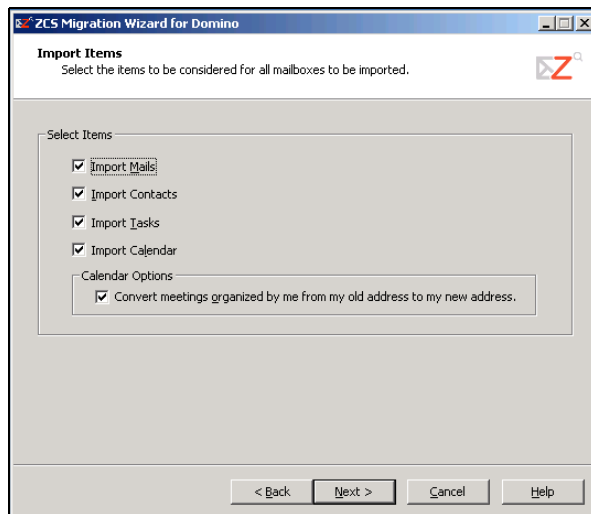 ZCS Migration Wizard for Domino
Import Items
Select the items to be considered for all mailboxes to be imported.
Select Items
Import Mails
Import Contacts
Import Tasks
Import Calendar
Calendar Options
Convert meetings organized by me from my old address to my new address.
< Back
Next >
Cancel
Help